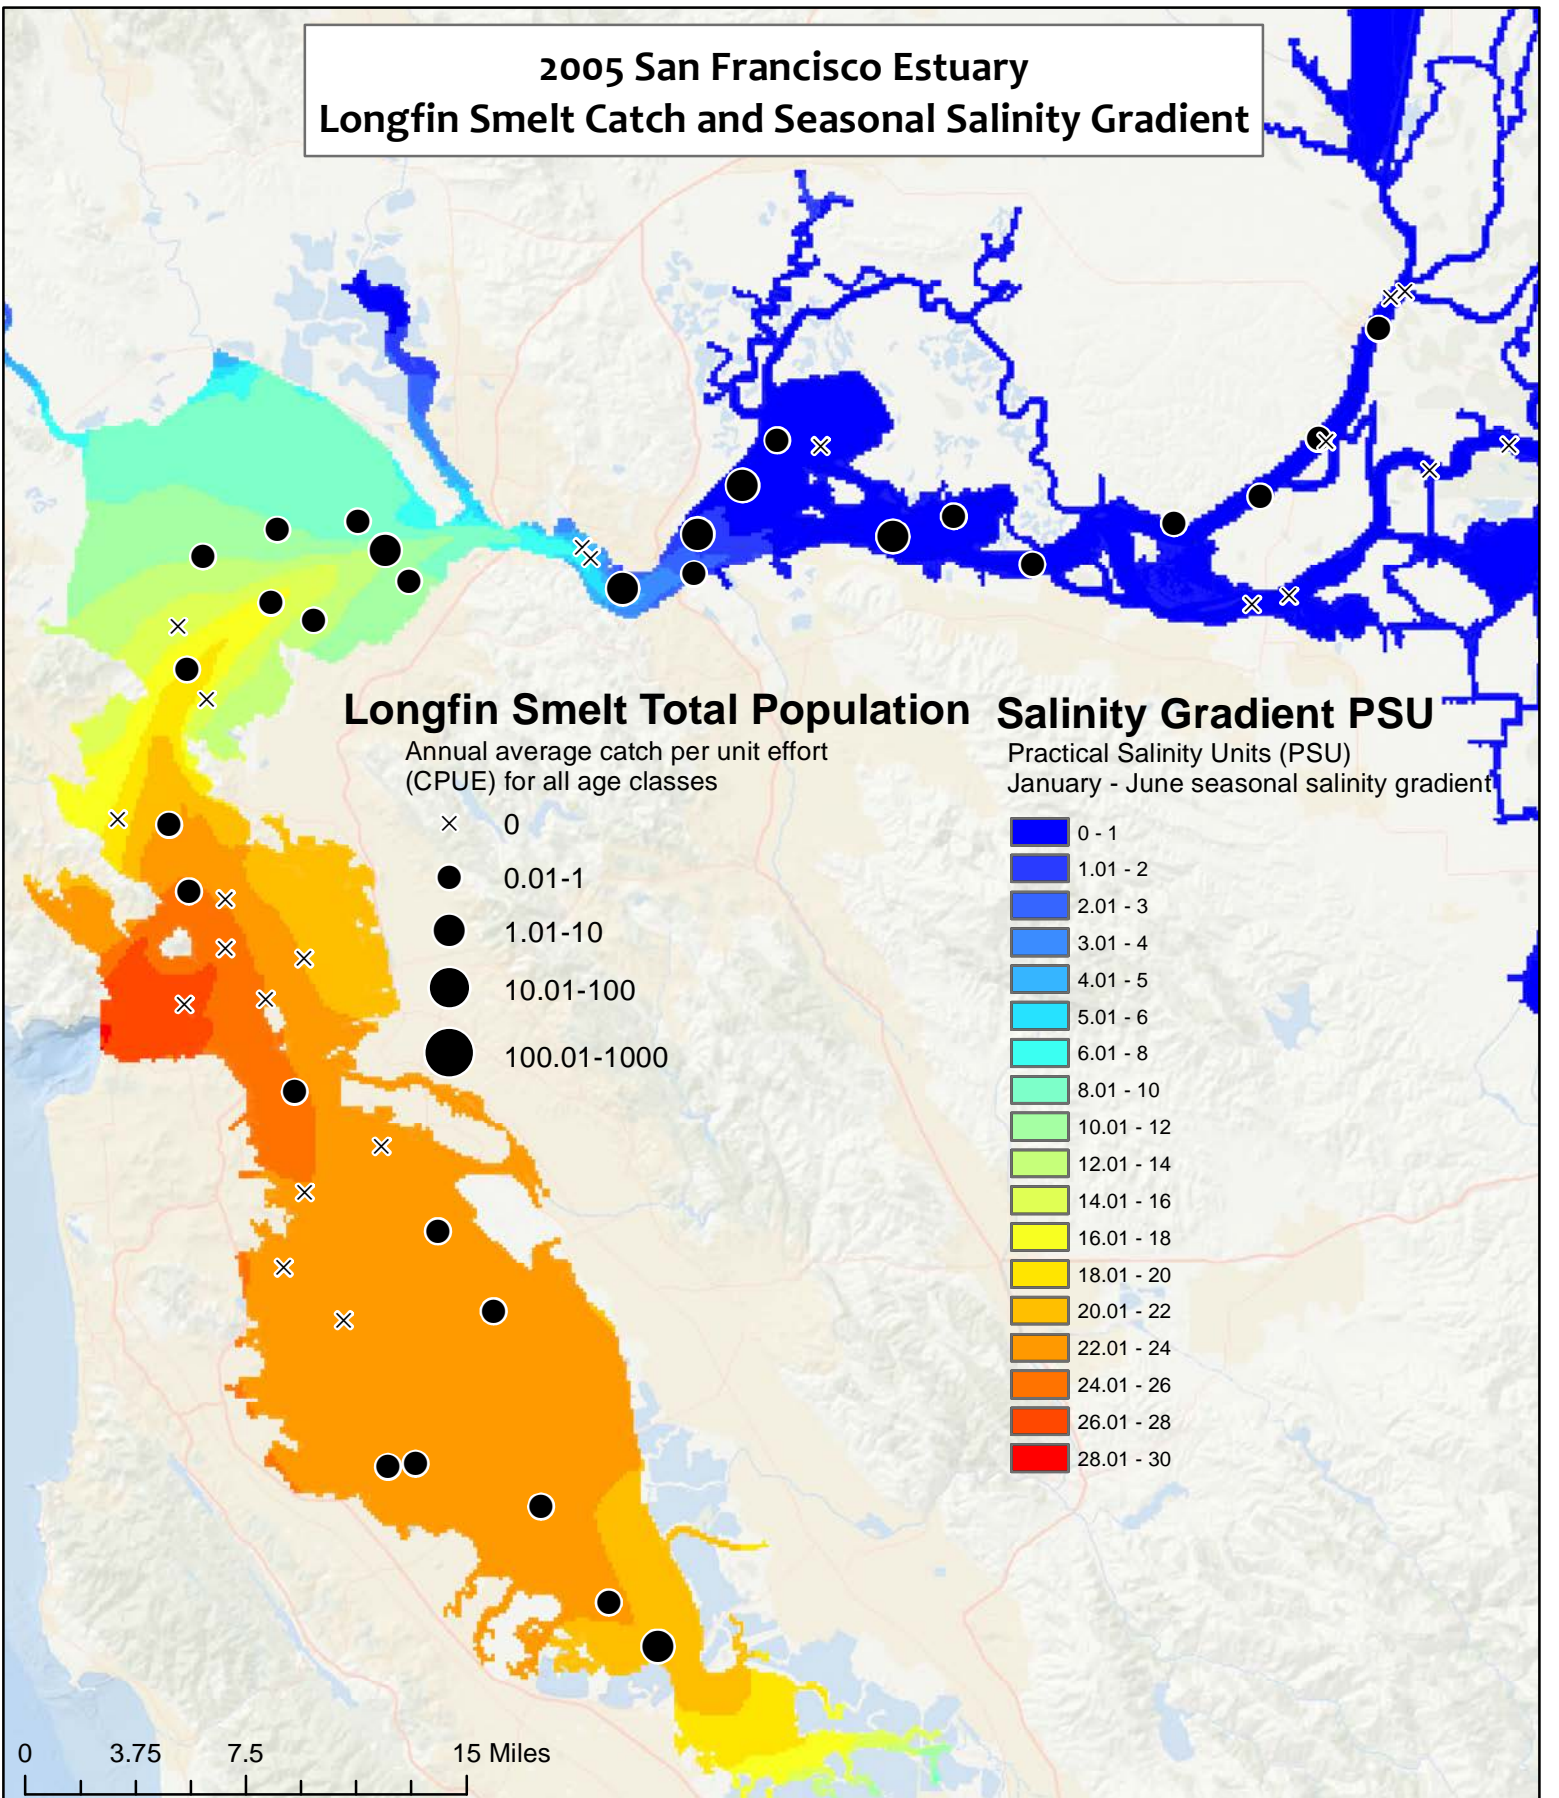 2005 San Francisco Estuary
Longfin Smelt Catch and Seasonal Salinity Gradient
Longfin Smelt Total Population
Annual average catch per unit effort
(CPUE) for all age classes
0
0.01-1
1.01-10
10.01-100
100.01-1000
Salinity Gradient PSU
Practical Salinity Units (PSU)
January - June seasonal salinity gradient
0 - 1
1.01 - 2
2.01 - 3
3.01 - 4
4.01 - 5
5.01 - 6
6.01 - 8
8.01 - 10
10.01 - 12
12.01 - 14
14.01 - 16
16.01 - 18
18.01 - 20
20.01 - 22
22.01 - 24
24.01 - 26
26.01 - 28
28.01 - 30
0 3.75 7.5 15 Miles